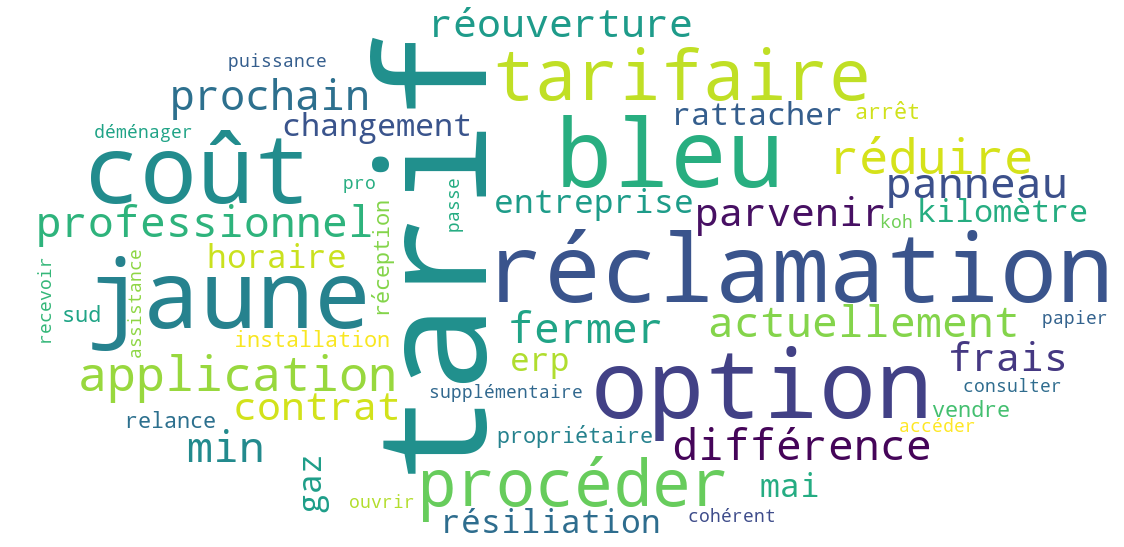 réouverture
puissance
tarifaire
prochain
rattacher
arrêt
changement
déménager
coût
tarif
bleu
réduire
panneau
pro
passe
entreprise
parvenir
koh
kilomètre
professionnel
réception
horaire
réclamation
jaune
recevoir
assistance
sud
installation
fermer
actuellement
papier
erp
frais
application
supplémentaire
option
consulter
contrat
vendre
relance
accéder
min
propriétaire
différence
gaz
procéder
mai
ouvrir
résiliation
cohérent